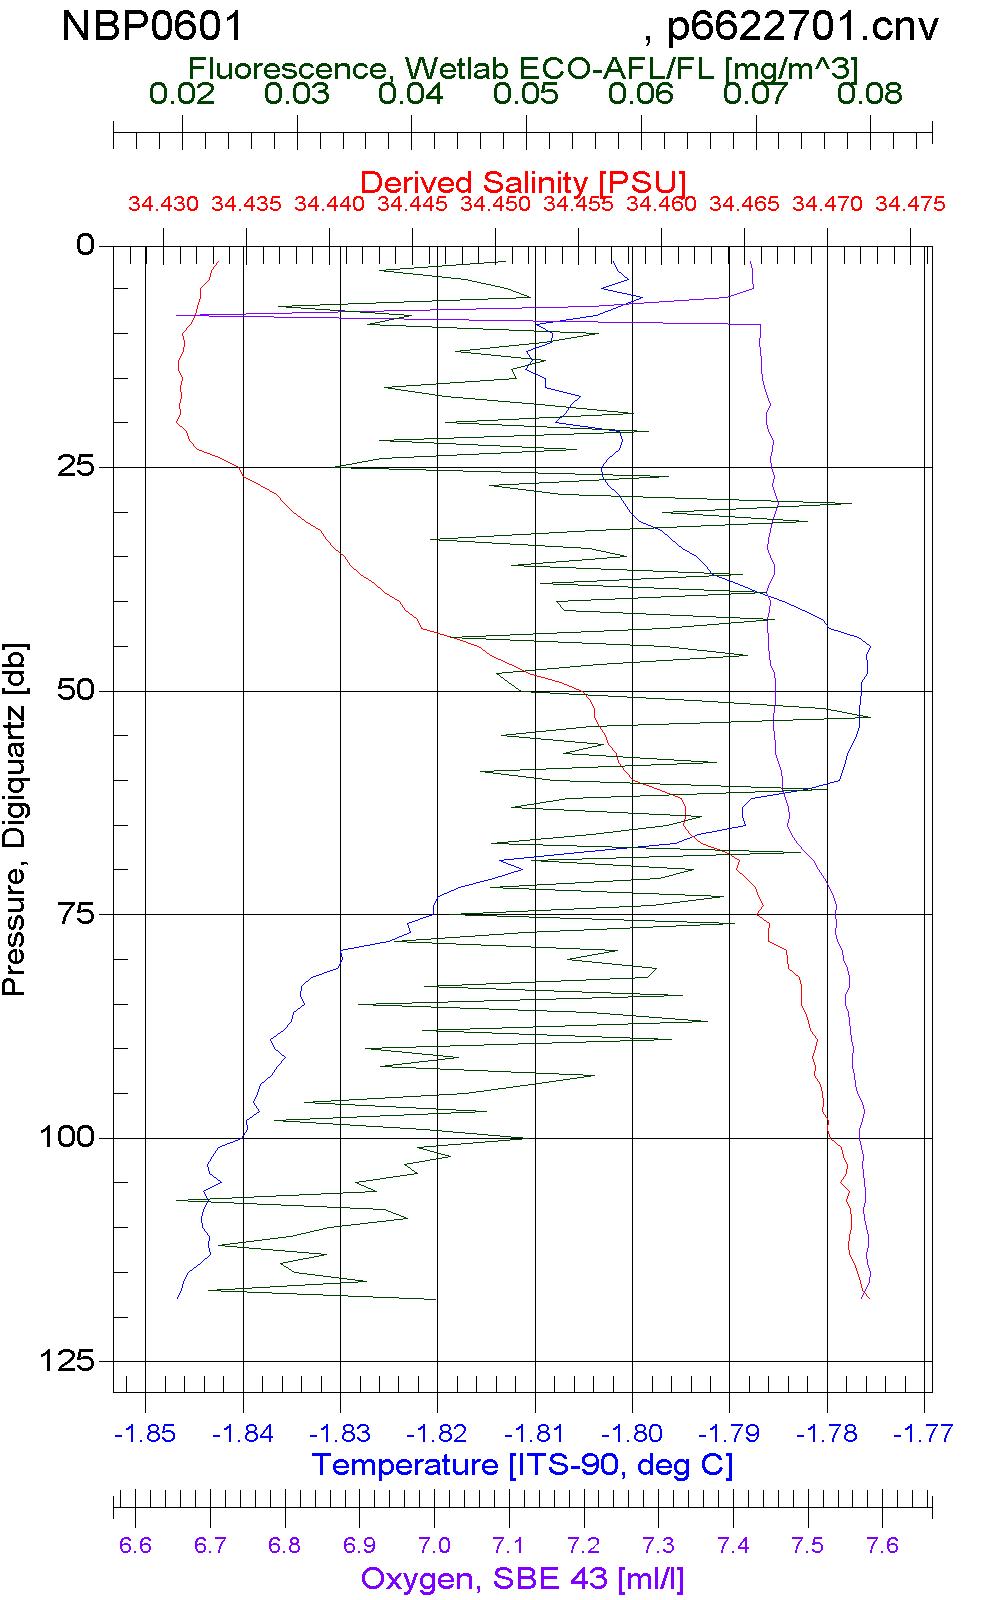 NBP0601 , p6622701.cnv
Fluorescence, Wetlab ECO-AFL/FL [mg/m^3]
0.02 0.03 0.04 0.05 0.06 0.07 0.08
Derived Salinity [PSU]
34.430 34.435 34.440 34.445 34.450 34.455 34.460 34.465 34.470 34.475
0
25
50
Pressure, Digiquartz [db]
75
100
125
-1.85 -1.84 -1.83 -1.82 -1.81 -1.80 -1.79 -1.78 -1.77
Temperature [ITS-90, deg C]
6.6 6.7 6.8 6.9 7.0 7.1 7.2 7.3 7.4 7.5 7.6
Oxygen, SBE 43 [ml/l]